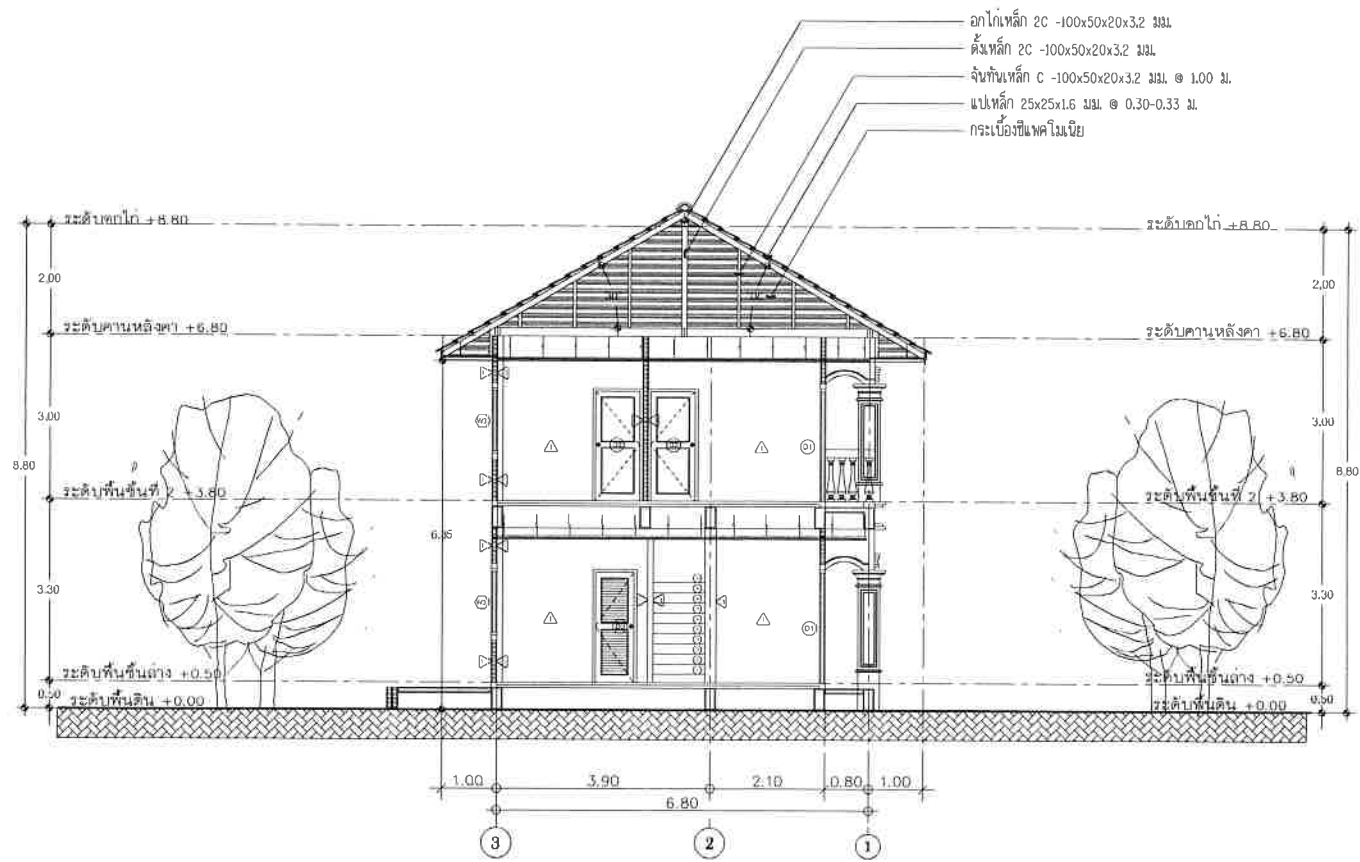 อกไก่เหล็ก 2C -100x50x20x3.2 มม.
ดั้งเหล็ก 2C -100x50x20x3.2 มม.
จันทันเหล็ก C -100x50x20x3.2 มม. @ 1.00 ม.
แปเหล็ก 25x25x1.6 มม. @ 0.30-0.33 ม.
กระเบื้องซีแพคโมเนีย
ระดับอกไก่ +8.80
ระดับอกไก่ +8.80
2.00
2.00
30°
ระดับคานหลังคา +6.80
ระดับคานหลังคา +6.80
3.00
3.00
8.80
8.80
1
1
D1
ระดับพื้นชั้นที่ 2 +3.80
ระดับพื้นชั้นที่ 2 +3.80
6.35
3.30
3.30
1
1
D1
ระดับพื้นชั้นล่าง +0.50
ระดับพื้นชั้นล่าง +0.50
0.50
0.50
ระดับพื้นดิน +0.00
ระดับพื้นดิน +0.00
1.00 3.90 2.10 0.80 1.00
6.80
3 2 1